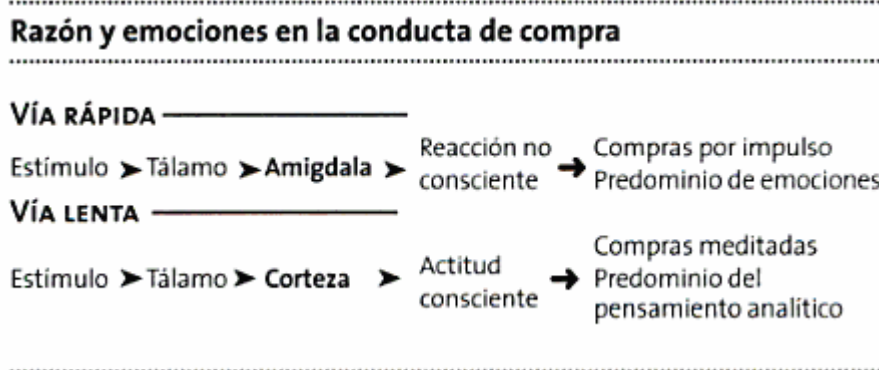 Razón y emociones en la conducta de compra
VÍA RÁPIDA
Estímulo ➤ Tálamo ➤ Amigdala ➤ Reacción no consciente ➔ Compras por impulso
Predominio de emociones
VÍA LENTA
Estímulo ➤ Tálamo ➤ Corteza ➤ Actitud consciente ➔ Compras meditadas
Predominio del
pensamiento analítico